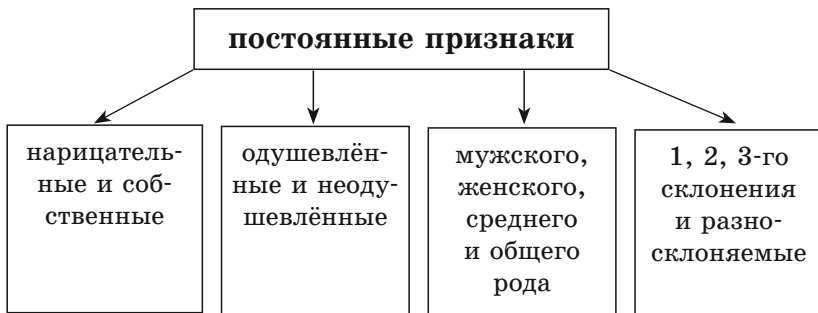 постоянные признаки
нарицатель-
ные и соб-
ственные
одушевлён-
ные и неоду-
шевлённые
мужского,
женского,
среднего
и общего
рода
1, 2, 3-го
склонения
и разно-
склоняемые